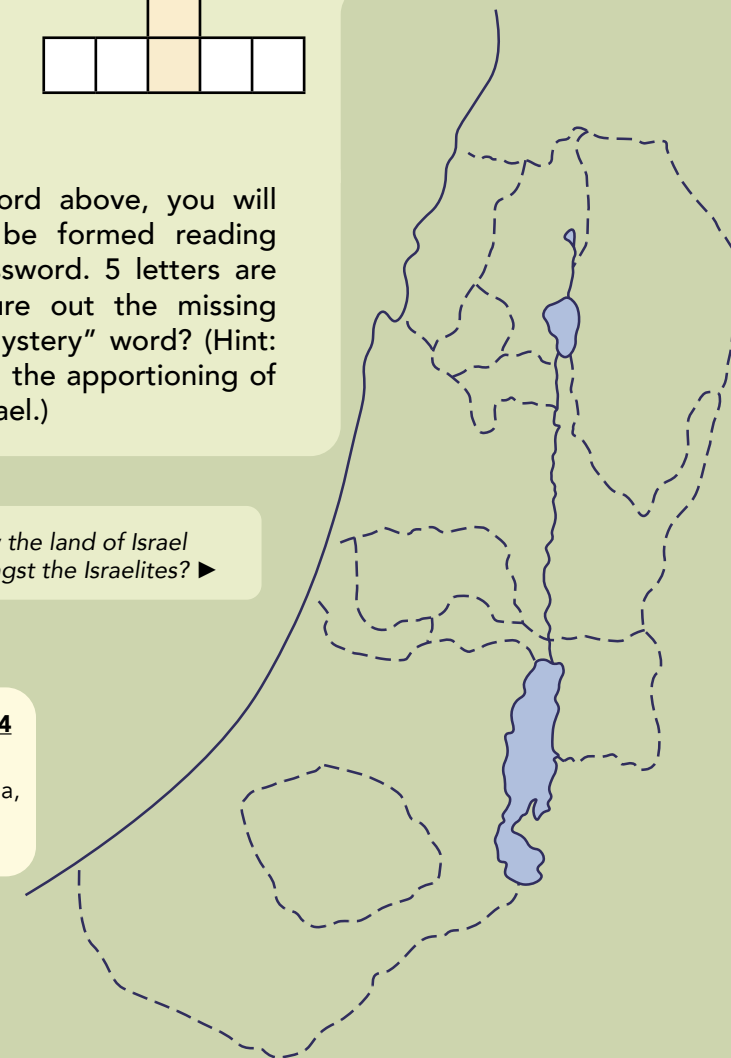 ord above, you will
be formed reading
sword. 5 letters are
ure out the missing
ystery” word? (Hint:
the apportioning of
ael.)
the land of Israel
gst the Israelites? ►
4
a,